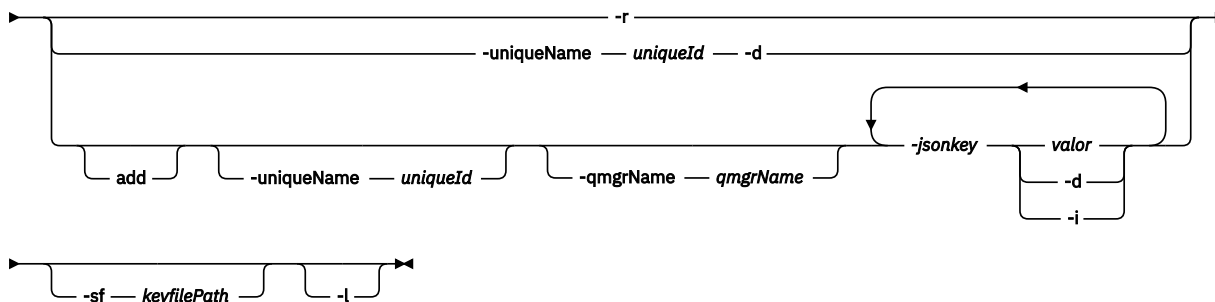 -r
-uniqueName uniqueId -d
-jsonkey valor
add -uniqueName uniqueId -qmgrName qmgrName -d
-i
-sf keyfilePath -l